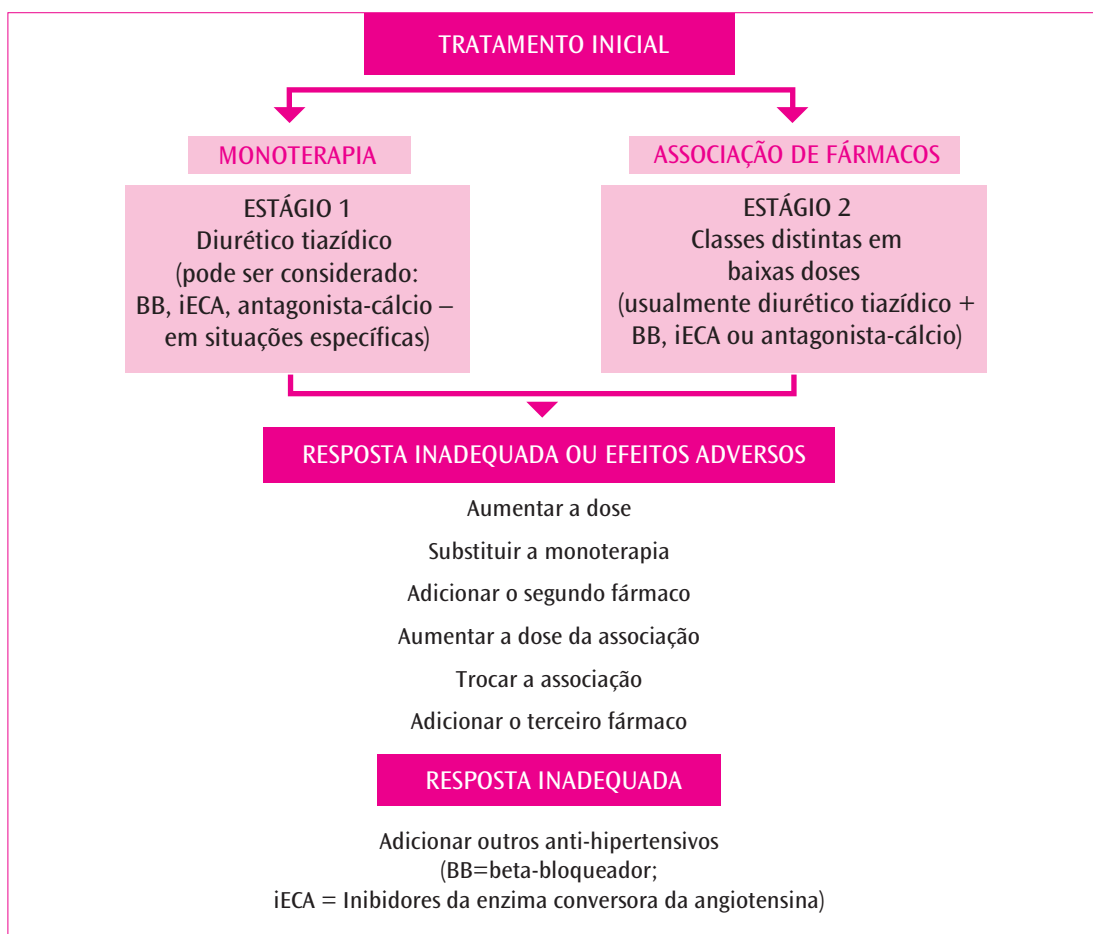 TRATAMENTO INICIAL
MONOTERAPIA
ESTÁGIO 1
Diurético tiazídico
(pode ser considerado:
BB, iECA, antagonista-cálcio –
em situações específicas)
ASSOCIAÇÃO DE FÁRMACOS
ESTÁGIO 2
Classes distintas em
baixas doses
(usualmente diurético tiazídico +
BB, iECA ou antagonista-cálcio)
RESPOSTA INADEQUADA OU EFEITOS ADVERSOS
Aumentar a dose
Substituir a monoterapia
Adicionar o segundo fármaco
Aumentar a dose da associação
Trocar a associação
Adicionar o terceiro fármaco
RESPOSTA INADEQUADA
Adicionar outros anti-hipertensivos
(BB=beta-bloqueador;
iECA = Inibidores da enzima conversora da angiotensina)